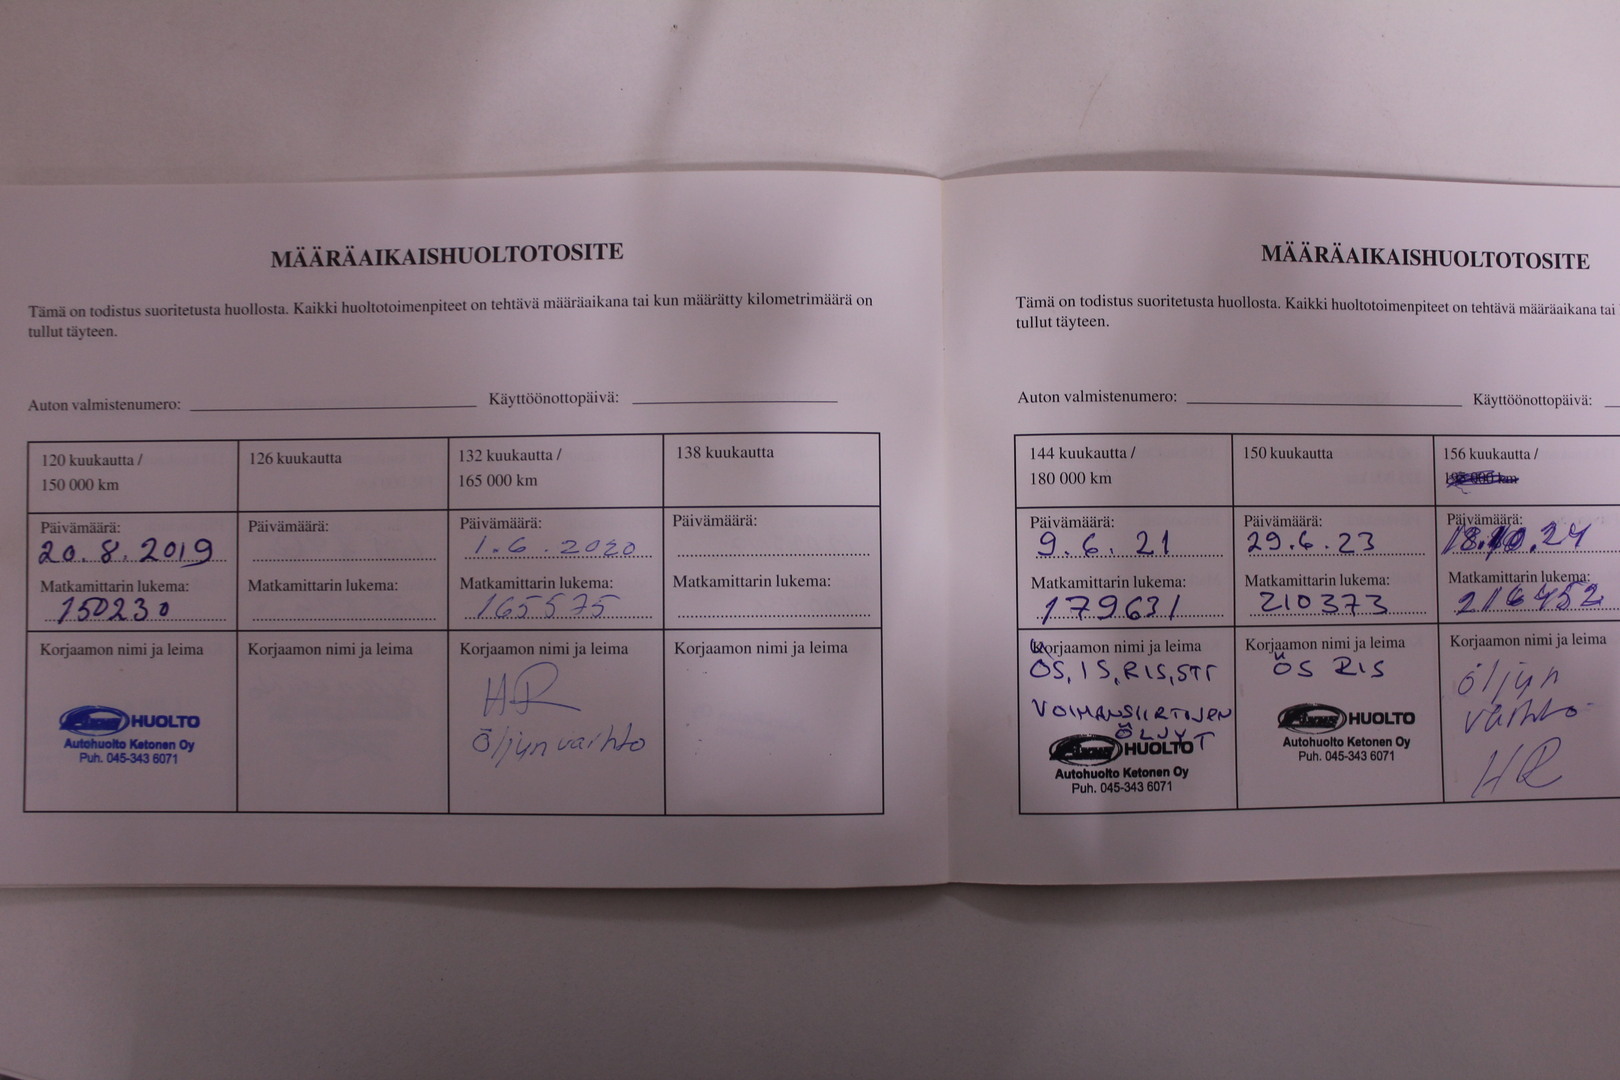 MÄÄRÄAIKAISHUOLTOTOSITE
Tämä on todistus suoritetusta huollosta. Kaikki huoltotoimenpiteet on tehtävä määräaikana tai kun määrätty kilometrimäärä on
tullut täyteen.
Auton valmistenumero:
Käyttöönottopäivä:
120 kuukautta /
150 000 km
Päivämäärä:
20.8.2019
Matkamittarin lukema:
150230
Korjaamon nimi ja leima
HUOLTO
Autohuolto Ketonen Oy
Puh. 045-343 6071
126 kuukautta
Päivämäärä:
Matkamittarin lukema:
Korjaamon nimi ja leima
132 kuukautta /
165 000 km
Päivämäärä:
1.6.2020
Matkamittarin lukema:
165575
Korjaamon nimi ja leima
HR
Öljynvaihto
138 kuukautta
Päivämäärä:
Matkamittarin lukema:
Korjaamon nimi ja leima
MÄÄRÄAIKAISHUOLTOTOSITE
Tämä on todistus suoritetusta huollosta. Kaikki huoltotoimenpiteet on tehtävä määräaikana tai
tullut täyteen.
Auton valmistenumero:
Käyttöönottopäivä:
144 kuukautta /
180 000 km
Päivämäärä:
9.6.21
Matkamittarin lukema:
179631
Korjaamon nimi ja leima
ÖS, IS, RIS, STT
VOIMANSIIRTOJEN
ÖLJYT
HUOLTO
Autohuolto Ketonen Oy
Puh. 045-343 6071
150 kuukautta
Päivämäärä:
29.6.23
Matkamittarin lukema:
210373
Korjaamon nimi ja leima
ÖS RIS
HUOLTO
Autohuolto Ketonen Oy
Puh. 045-343 6071
156 kuukautta /
Päivämäärä:
18.10.24
Matkamittarin lukema:
216452
Korjaamon nimi ja leima
öljyn
vaihto
HR